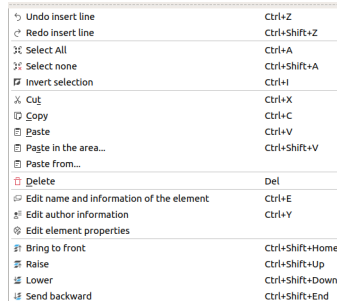 Undo insert line Ctrl+Z
Redo insert line Ctrl+Shift+Z
Select All Ctrl+A
Select none Ctrl+Shift+A
Invert selection Ctrl+I
Cut Ctrl+X
Copy Ctrl+C
Paste Ctrl+V
Paste in the area... Ctrl+Shift+V
Paste from...
Delete Del
Edit name and information of the element Ctrl+E
Edit author information Ctrl+Y
Edit element properties
Bring to front Ctrl+Shift+Home
Raise Ctrl+Shift+Up
Lower Ctrl+Shift+Down
Send backward Ctrl+Shift+End